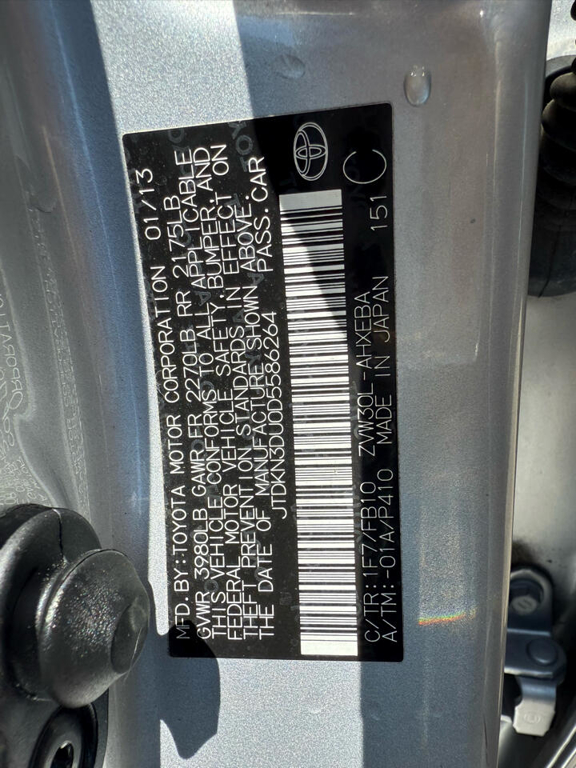 MFD. BY: TOYOTA MOTOR CORPORATION 01/13
GVWR 3980LB GAWR FR 2270LB RR 2175LB
THIS VEHICLE CONFORMS TO ALL APPLICABLE
FEDERAL MOTOR VEHICLE SAFETY, BUMPER, AND
THEFT PREVENTION STANDARDS IN EFFECT ON
THE DATE OF MANUFACTURE SHOWN ABOVE.
JTDKN3DU0D5586264 PASS. CAR
C/TR: 1F7/FB10 ZVW30L-AHXEBA
A/TM: -01A/P410 MADE IN JAPAN 151 C